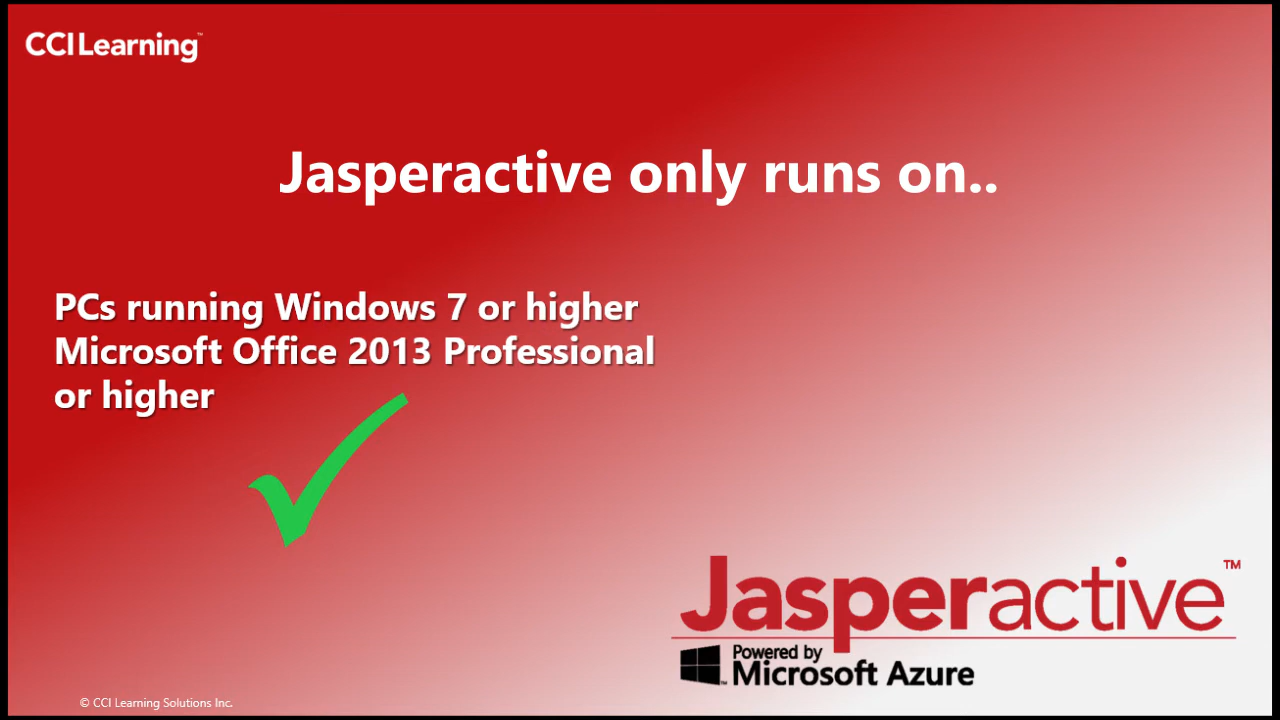 CCI Learning™
Jasperactive only runs on..
PCs running Windows 7 or higher
Microsoft Office 2013 Professional
or higher
Jasperactive™
Powered by
Microsoft Azure
© CCI Learning Solutions Inc.